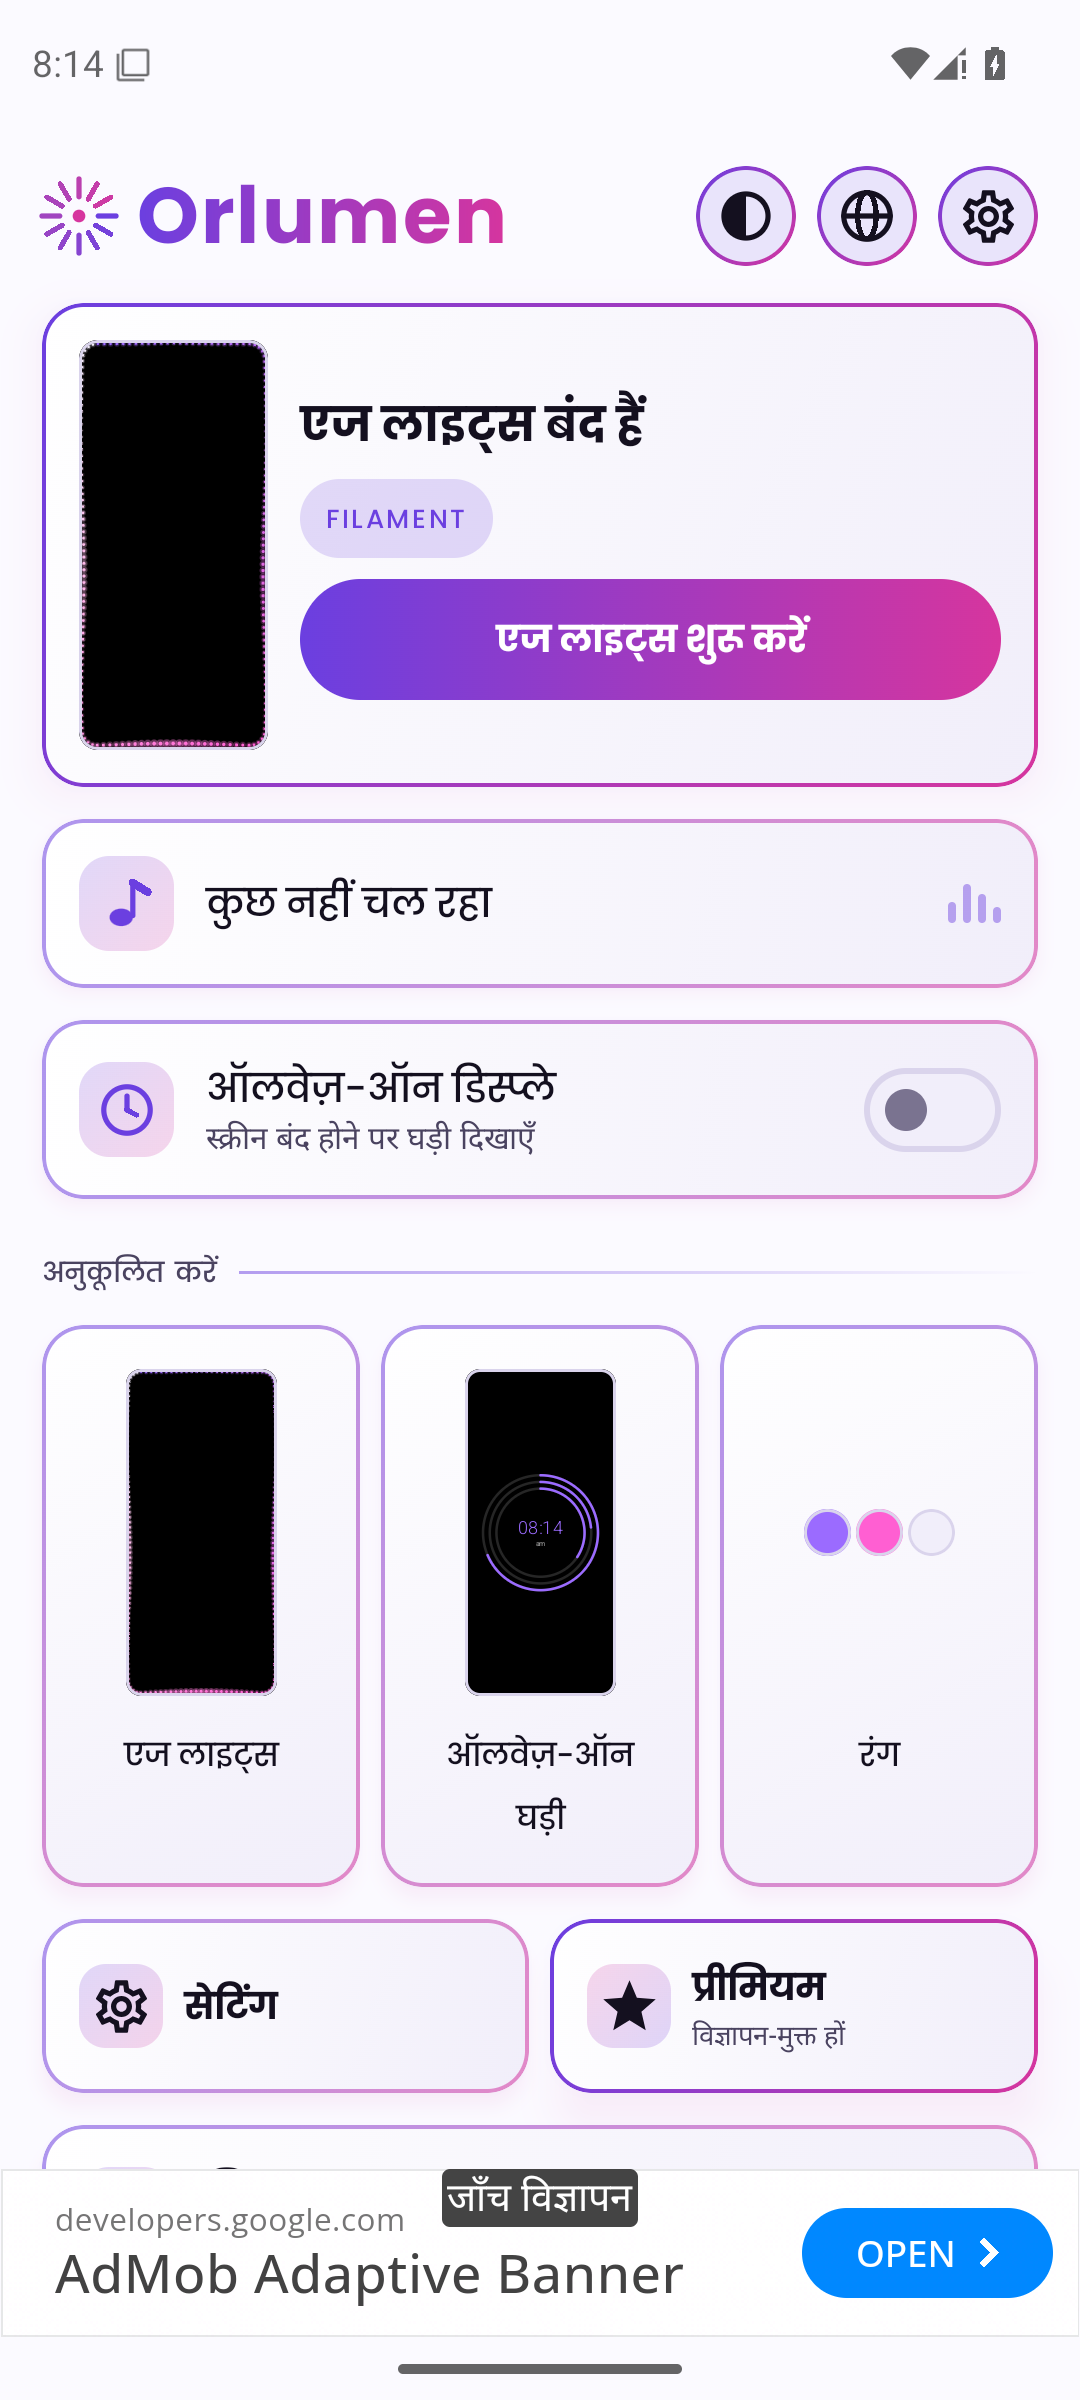 8:14
Orlumen
एज लाइट्स बंद हैं
FILAMENT
एज लाइट्स शुरू करें
कुछ नहीं चल रहा
ऑलवेज़-ऑन डिस्प्ले
स्क्रीन बंद होने पर घड़ी दिखाएँ
अनुकूलित करें
08:14
am
एज लाइट्स
ऑलवेज़-ऑन
घड़ी
रंग
सेटिंग
प्रीमियम
विज्ञापन-मुक्त हों
जाँच विज्ञापन
developers.google.com
AdMob Adaptive Banner
OPEN